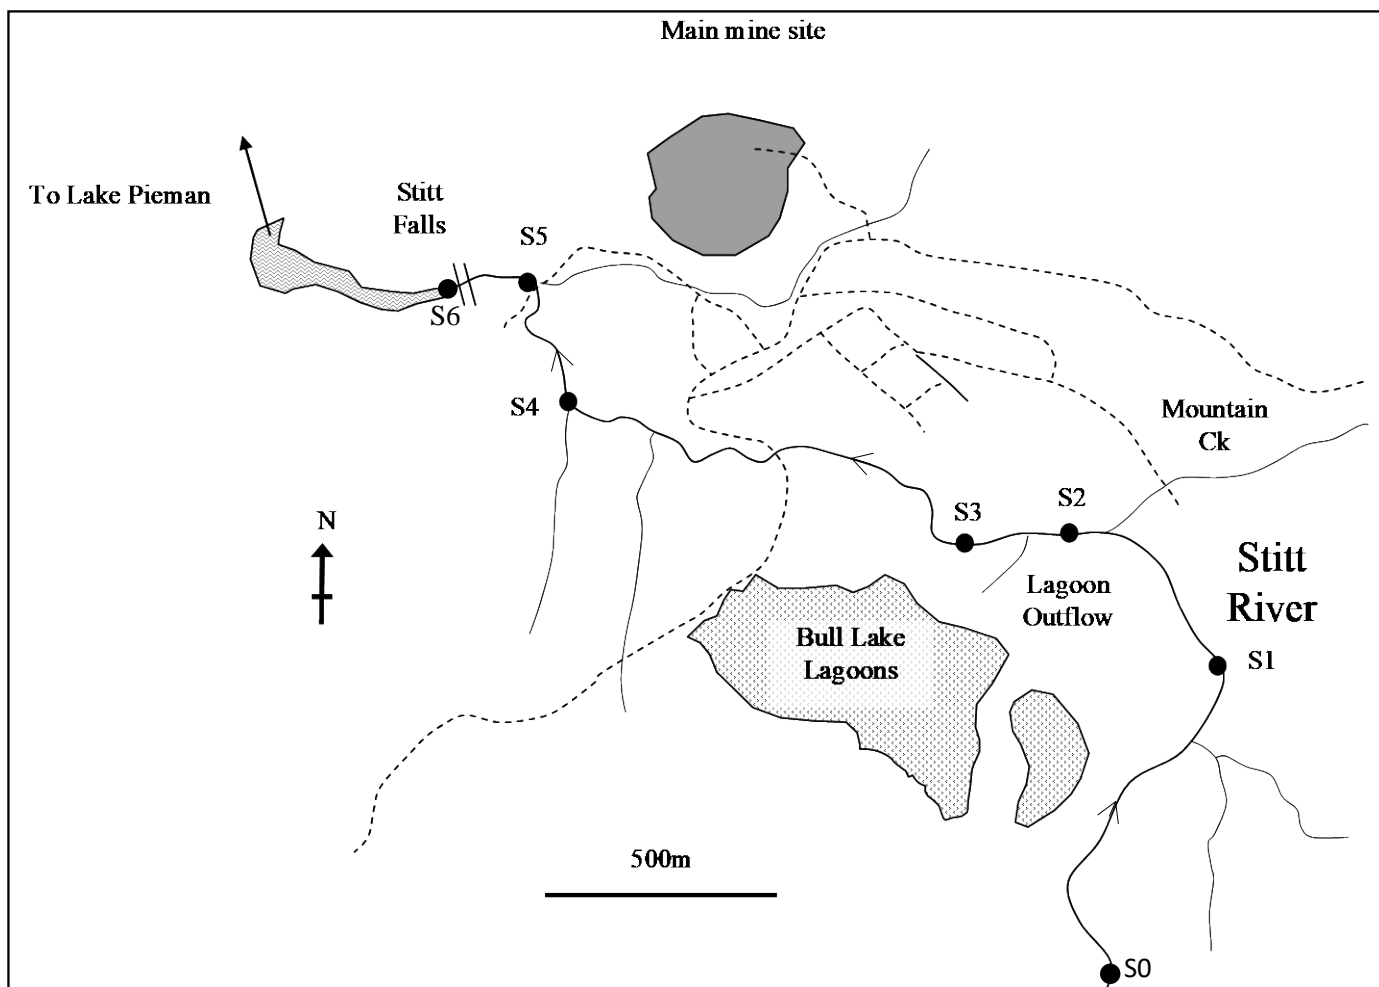 Main mine site
To Lake Pieman
Stitt
Falls
S5
S6
S4
Mountain
Ck
N
S3
S2
Stitt
River
Lagoon
Outflow
Bull Lake
Lagoons
S1
500m
S0